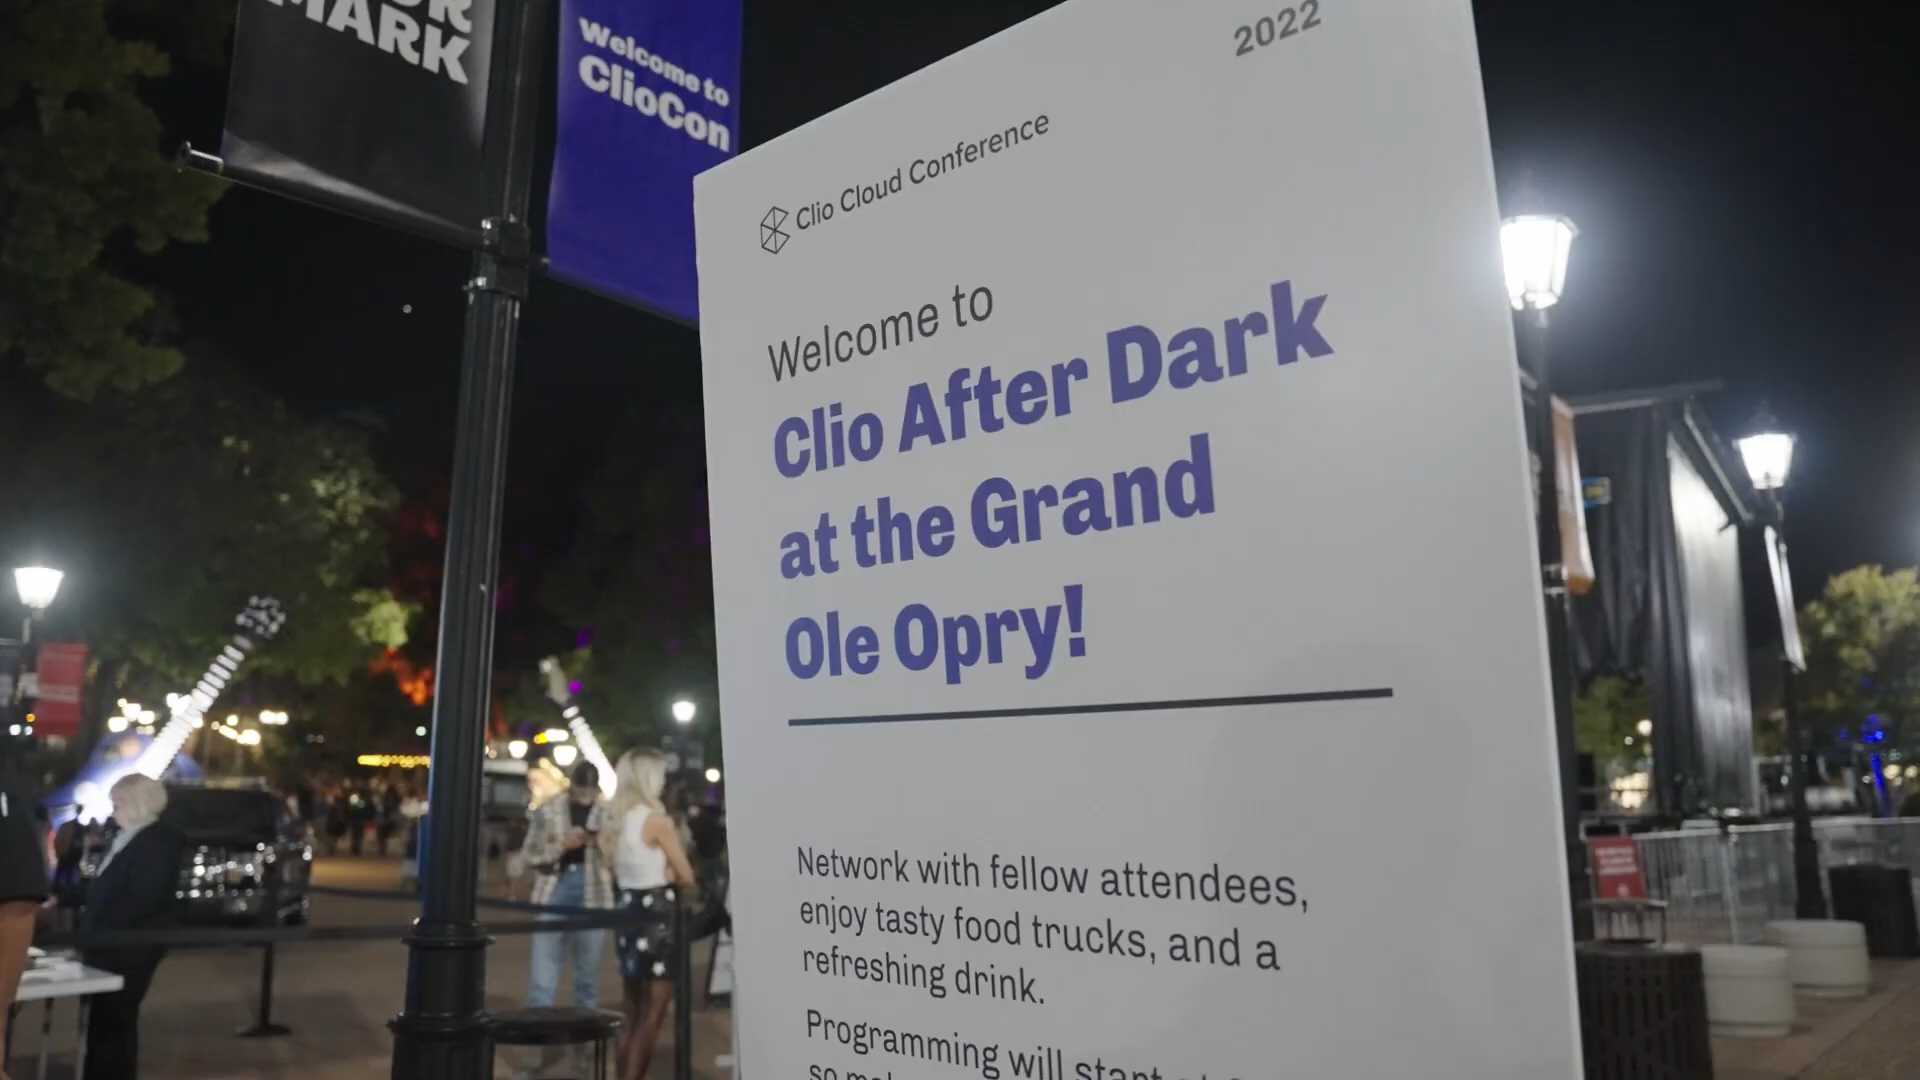 MARK
Welcome to
ClioCon
2022
Clio Cloud Conference
Welcome to
Clio After Dark
at the Grand
Ole Opry!
Network with fellow attendees,
enjoy tasty food trucks, and a
refreshing drink.
Programming will start
so